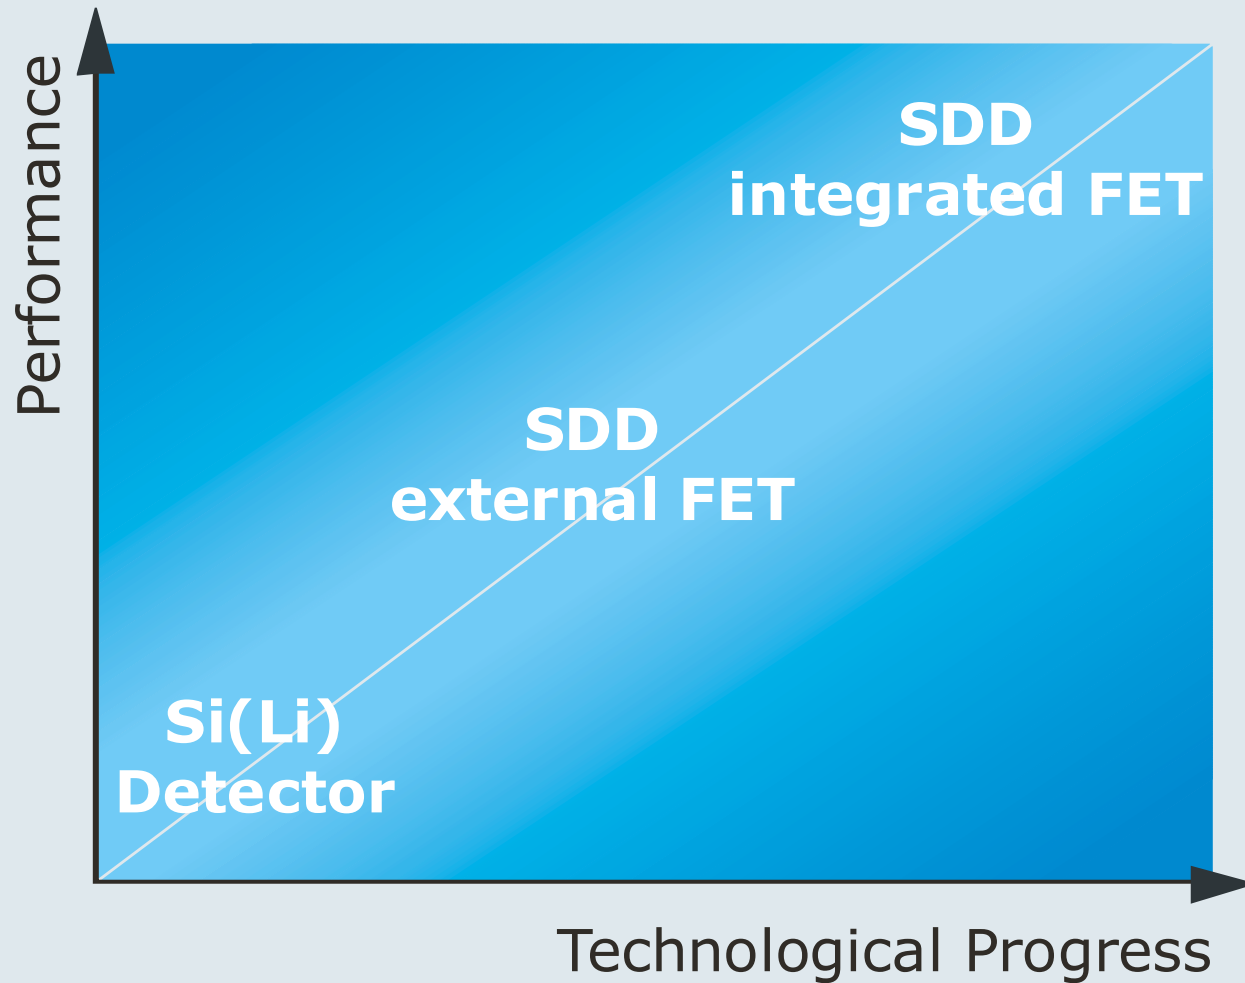 Performance
SDD
integrated FET
SDD
external FET
Si(Li)
Detector
Technological Progress